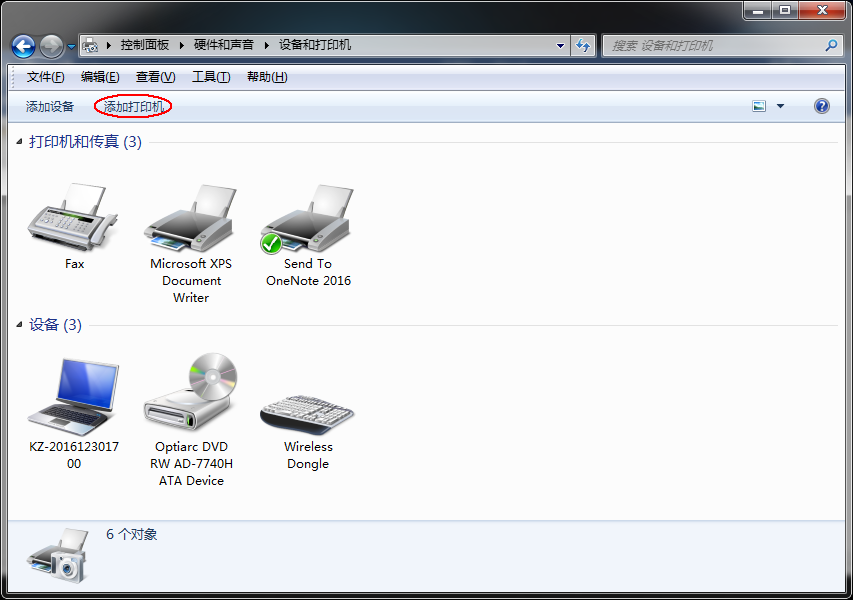 控制面板 硬件和声音 设备和打印机 搜索 设备和打印机
文件(F) 编辑(E) 查看(V) 工具(T) 帮助(H)
添加设备 添加打印机
打印机和传真 (3)
Fax
Microsoft XPS
Document
Writer
Send To
OneNote 2016
设备 (3)
KZ-2016123017
00
Optiarc DVD
RW AD-7740H
ATA Device
Wireless
Dongle
6 个对象